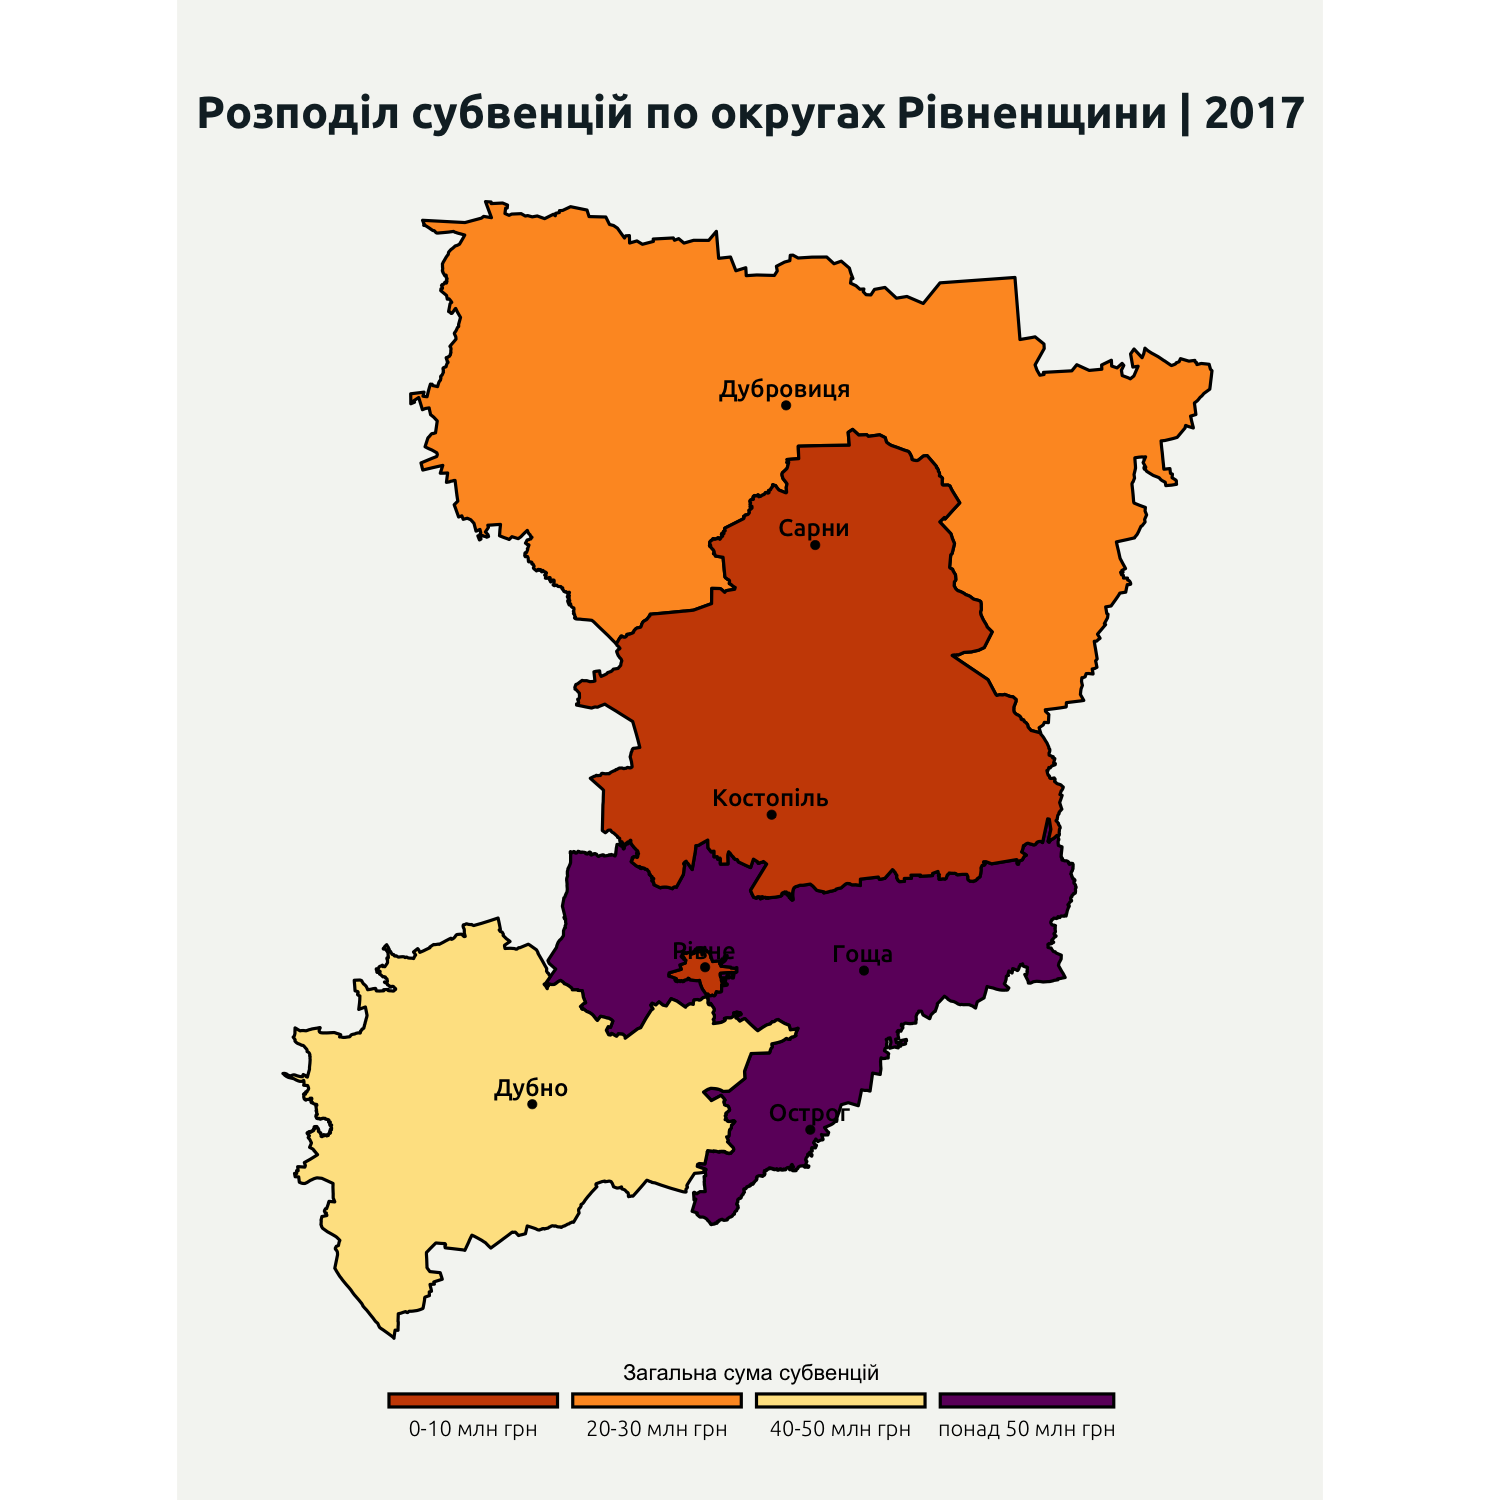 Розподіл субвенцій по округах Рівненщини | 2017
Дубровиця
Сарни
Костопіль
Рівне
Гоща
Дубно
Острог
Загальна сума субвенцій
0-10 млн грн
20-30 млн грн
40-50 млн грн
понад 50 млн грн